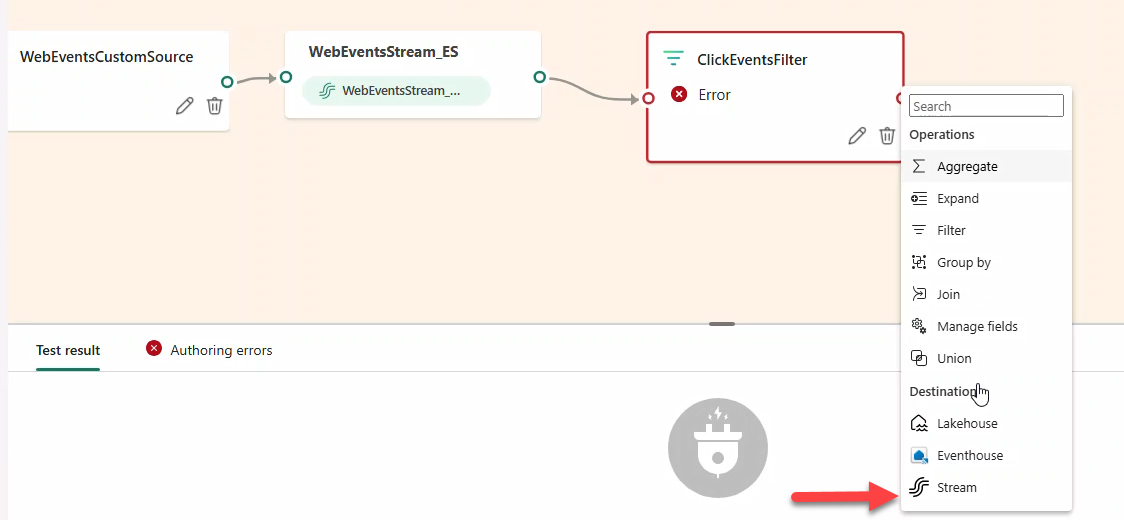 WebEventsCustomSource
WebEventsStream_ES
WebEventsStream_...
ClickEventsFilter
Error
Search
Operations
Aggregate
Expand
Filter
Group by
Join
Manage fields
Union
Destination
Lakehouse
Eventhouse
Stream
Test result
Authoring errors